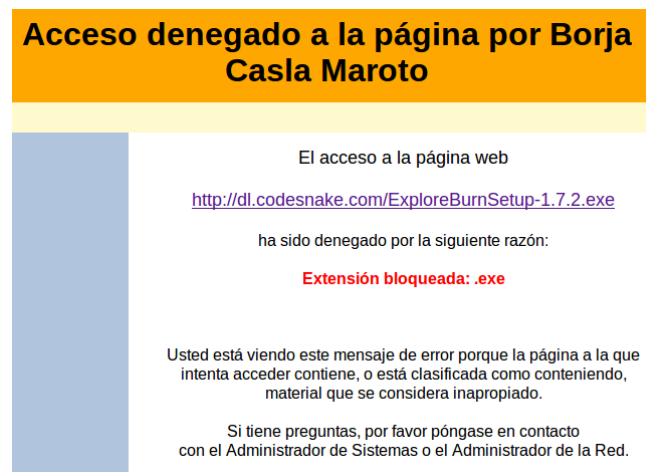 Acceso denegado a la página por Borja
Casla Maroto
El acceso a la página web
http://dl.codesnake.com/ExploreBurnSetup-1.7.2.exe
ha sido denegado por la siguiente razón:
Extensión bloqueada: .exe
Usted está viendo este mensaje de error porque la página a la que
intenta acceder contiene, o está clasificada como conteniendo,
material que se considera inapropiado.
Si tiene preguntas, por favor póngase en contacto
con el Administrador de Sistemas o el Administrador de la Red.